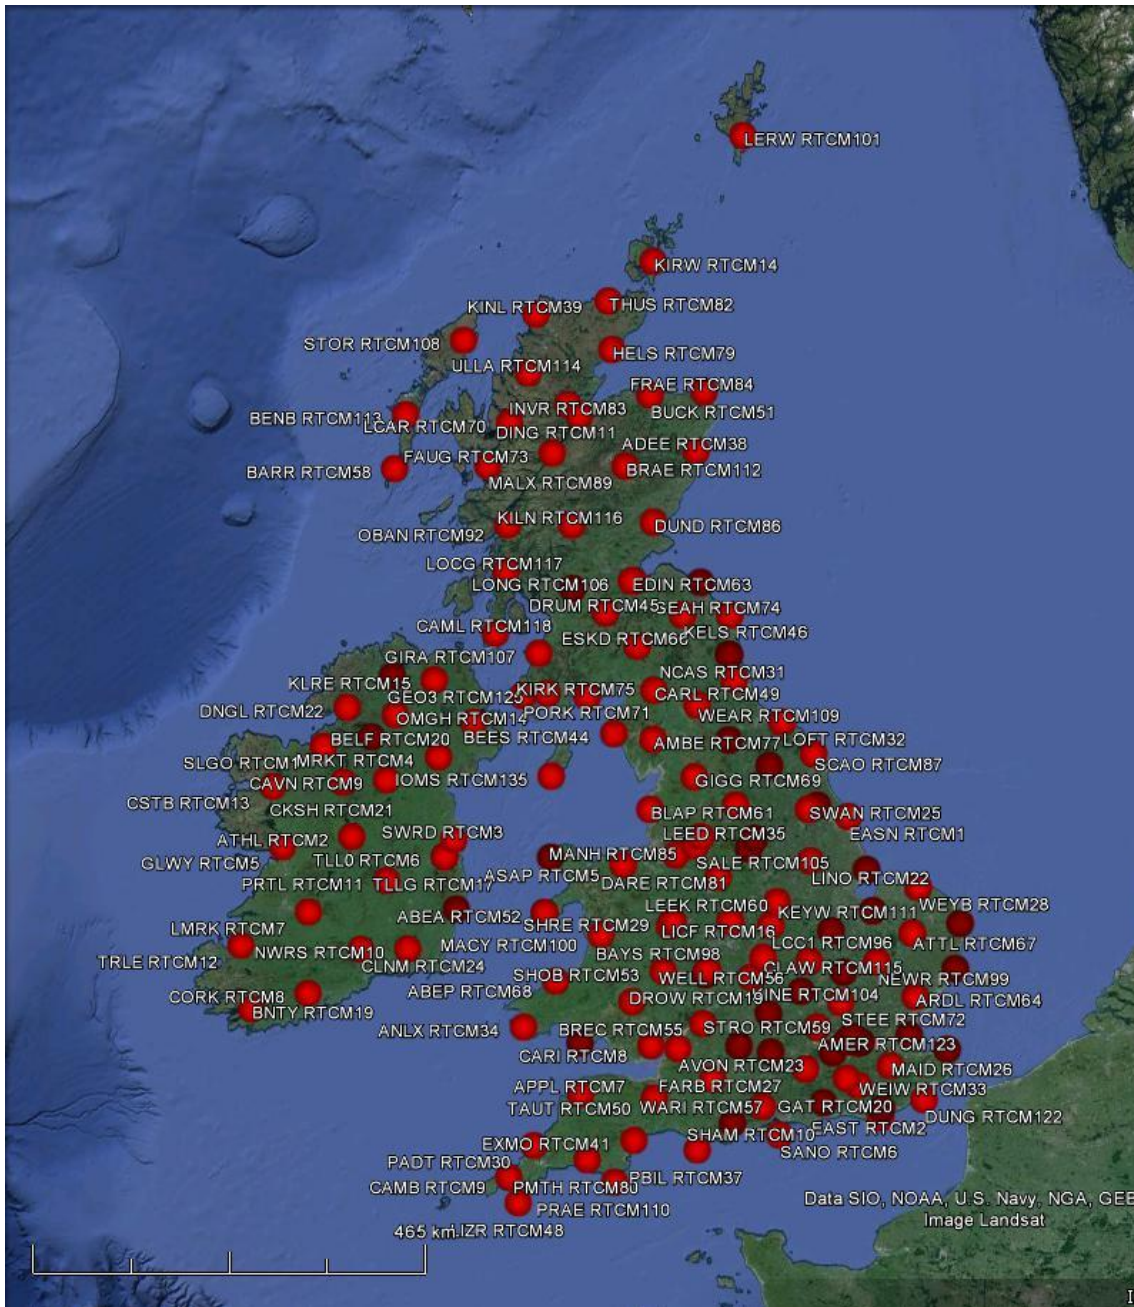 LERW RTCM101
KIRW RTCM14
THUS RTCM82
KINL RTCM39
STOR RTCM108
HELS RTCM79
ULLA RTCM114
FRAE RTCM84
INVR RTCM83
BUCK RTCM51
BENB RTCM113
LCAR RTCM70
DING RTCM11
ADEE RTCM38
FAUG RTCM73
BARR RTCM58
BRAE RTCM112
MALX RTCM89
KILN RTCM116
DUND RTCM86
OBAN RTCM92
LOCG RTCM117
LONG RTCM106
EDIN RTCM63
DRUM RTCM45
SEAH RTCM74
CAML RTCM118
KELS RTCM46
ESKD RTCM66
GIRA RTCM107
NCAS RTCM31
KLRE RTCM15
KIRK RTCM75
CARL RTCM49
GEO3 RTCM125
DNGL RTCM22
OMGH RTCM14
PORK RTCM71
WEAR RTCM109
BELF RTCM20
BEES RTCM44
AMBE RTCM77
LOFT RTCM32
SLGO RTCM1
MRKT RTCM4
SCAO RTCM87
CAVN RTCM9
IOMS RTCM135
GIGG RTCM69
CSTB RTCM13
CKSH RTCM21
BLAP RTCM61
SWAN RTCM25
ATHL RTCM2
SWRD RTCM3
LEED RTCM35
EASN RTCM1
GLWY RTCM5
TLL0 RTCM6
MANH RTCM85
SALE RTCM105
ASAP RTCM5
PRTL RTCM11
TLLG RTCM17
DARE RTCM81
LINO RTCM22
LEEK RTCM60
KEYW RTCM111
WEYB RTCM28
ABEA RTCM52
SHRE RTCM29
LICF RTCM16
LMRK RTCM7
NWRS RTCM10
MACY RTCM100
LCC1 RTCM96
ATTL RTCM67
TRLE RTCM12
CLNM RTCM24
BAYS RTCM98
CLAW RTCM115
SHOB RTCM53
WELL RTCM56
NEWR RTCM99
CORK RTCM8
ABEP RTCM68
DROW RTCM19
KINE RTCM104
ARDL RTCM64
BNTY RTCM19
ANLX RTCM34
BREC RTCM55
STRO RTCM59
STEE RTCM72
CARI RTCM8
AMER RTCM123
AVON RTCM23
MAID RTCM26
APPL RTCM7
FARB RTCM27
WEIW RTCM33
TAUT RTCM50
WARI RTCM57
GAT RTCM20
DUNG RTCM122
EXMO RTCM41
SHAM RTCM10
EAST RTCM2
SANO RTCM6
PADT RTCM30
PBIL RTCM37
CAMB RTCM9
PMTH RTCM80
PRAE RTCM110
Data SIO, NOAA, U.S. Navy, NGA, GEB
Image Landsat
465 km
LIZR RTCM48